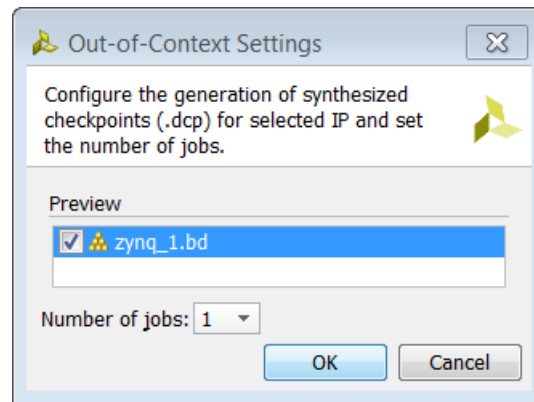 Out-of-Context Settings
Configure the generation of synthesized
checkpoints (.dcp) for selected IP and set
the number of jobs.
Preview
zynq_1.bd
Number of jobs: 1
OK Cancel